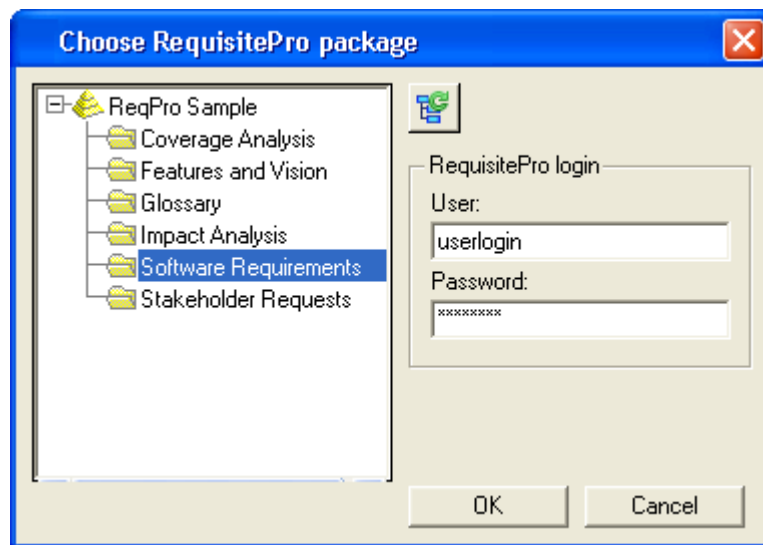 Choose RequisitePro package
ReqPro Sample
Coverage Analysis
Features and Vision
Glossary
Impact Analysis
Software Requirements
Stakeholder Requests
RequisitePro login
User:
userlogin
Password:
********
OK
Cancel